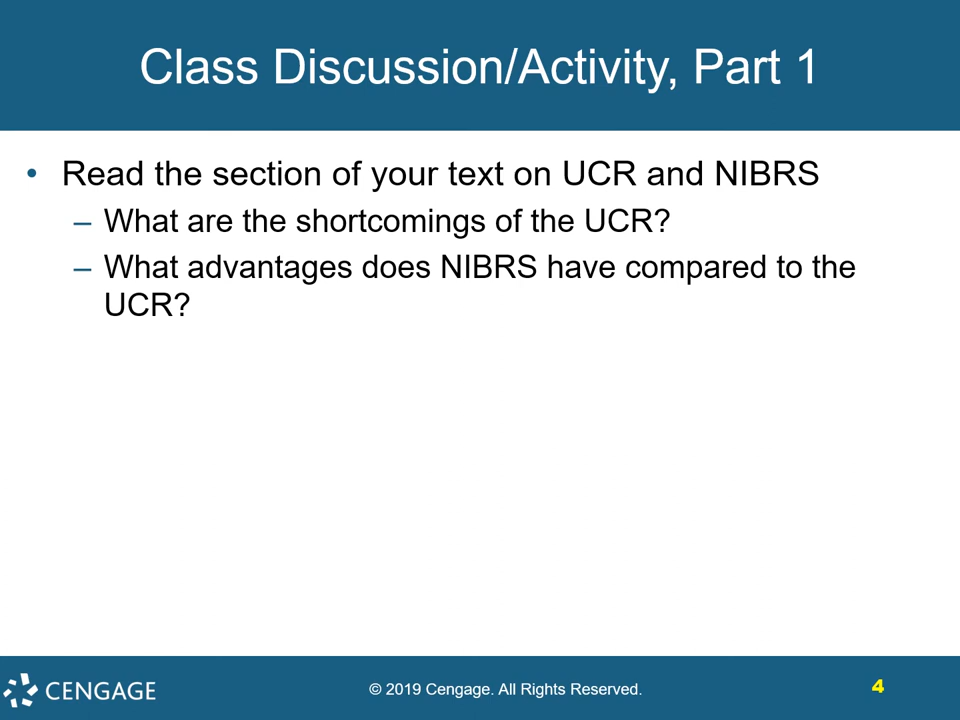 Class Discussion/Activity, Part 1
• Read the section of your text on UCR and NIBRS
– What are the shortcomings of the UCR?
– What advantages does NIBRS have compared to the
UCR?
CENGAGE
© 2019 Cengage. All Rights Reserved.
4